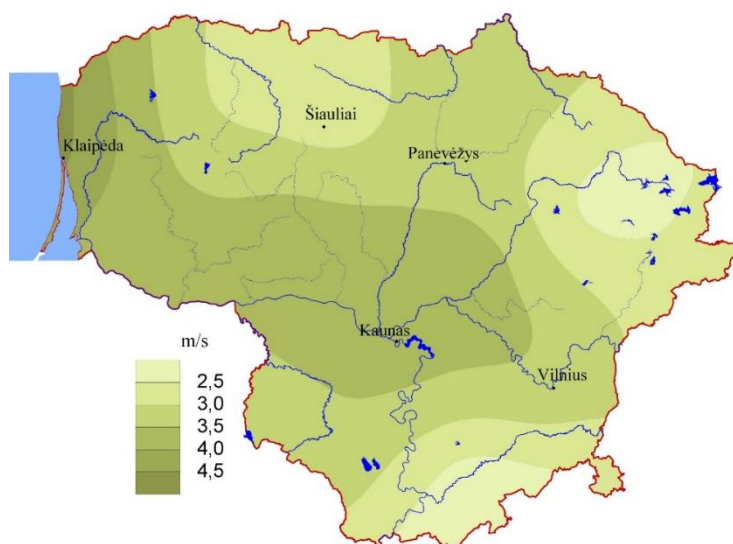 Šiauliai
Klaipėda
Panevėžys
Kaunas
Vilnius
m/s
2,5
3,0
3,5
4,0
4,5